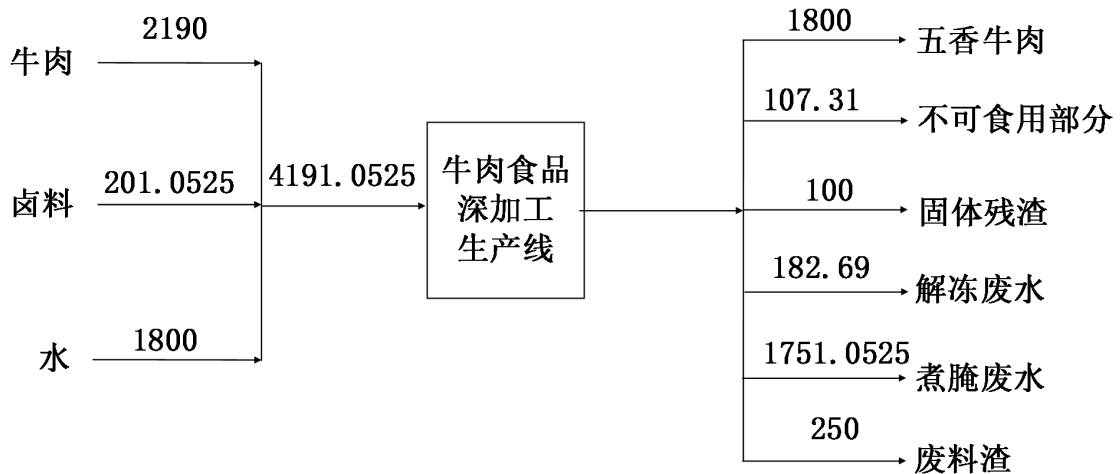 2190
牛肉
201.0525
卤料
1800
水
4191.0525
牛肉食品
深加工
生产线
1800
五香牛肉
107.31
不可食用部分
100
固体残渣
182.69
解冻废水
1751.0525
煮腌废水
250
废料渣